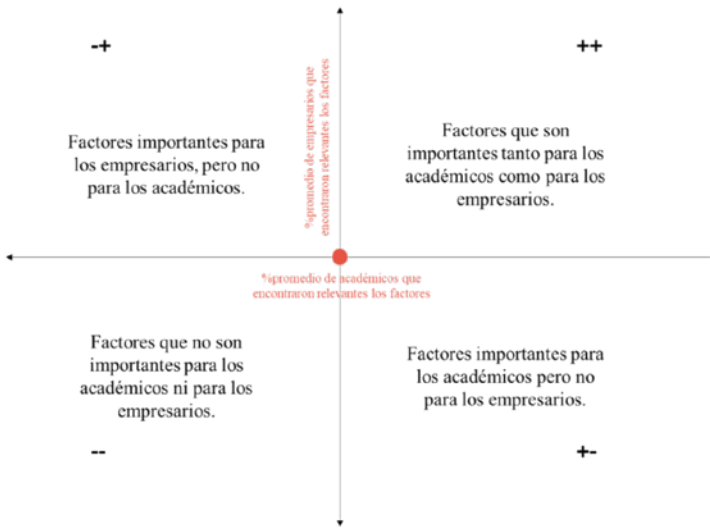 -+
++
%promedio de empresarios que
encontraron relevantes los factores
Factores importantes para
los empresarios, pero no
para los académicos.
Factores que son
importantes tanto para los
académicos como para los
empresarios.
%promedio de académicos que
encontraron relevantes los factores
Factores que no son
importantes para los
académicos ni para los
empresarios.
Factores importantes para
los académicos pero no
para los empresarios.
--
+-